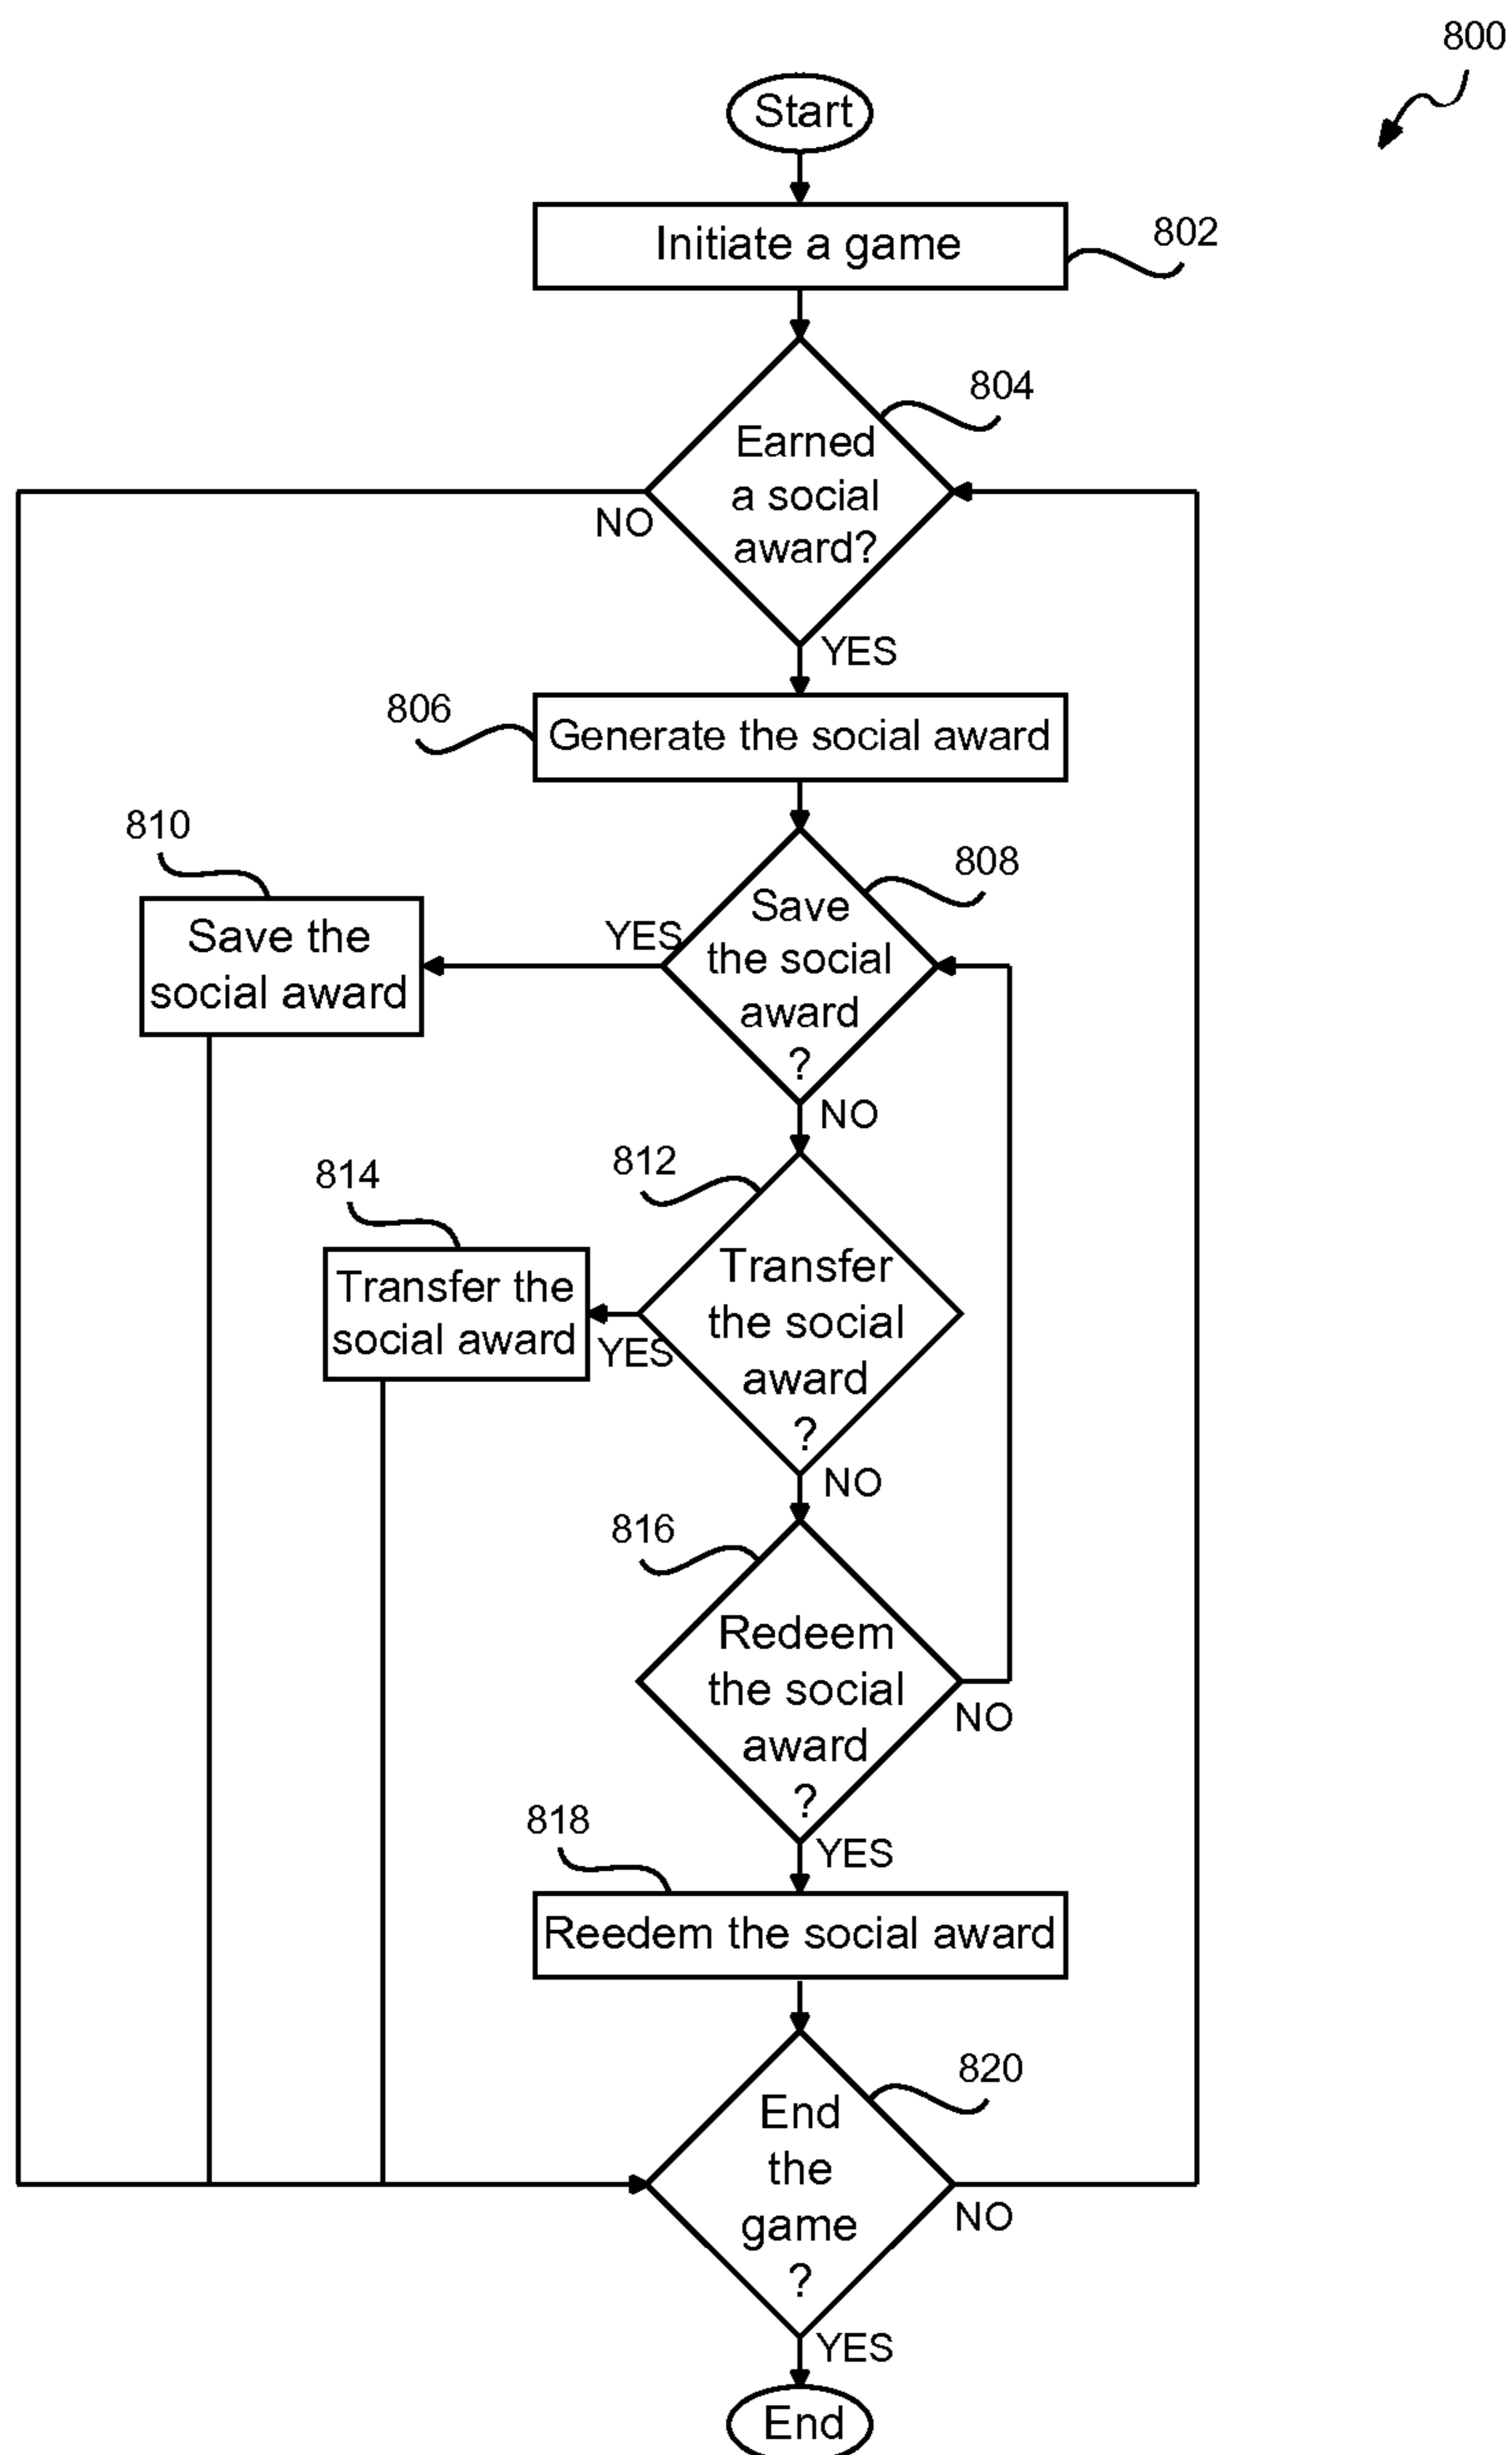 800
Start
Initiate a game
802
804
Earned
a social
award?
NO
YES
806
Generate the social award
810
808
Save the
social award
YES
Save
the social
award
?
NO
812
814
Transfer the
social award
YES
Transfer
the social
award
?
NO
816
Redeem
the social
award
?
NO
818
YES
Reedem the social award
820
End
the
game
?
NO
YES
End